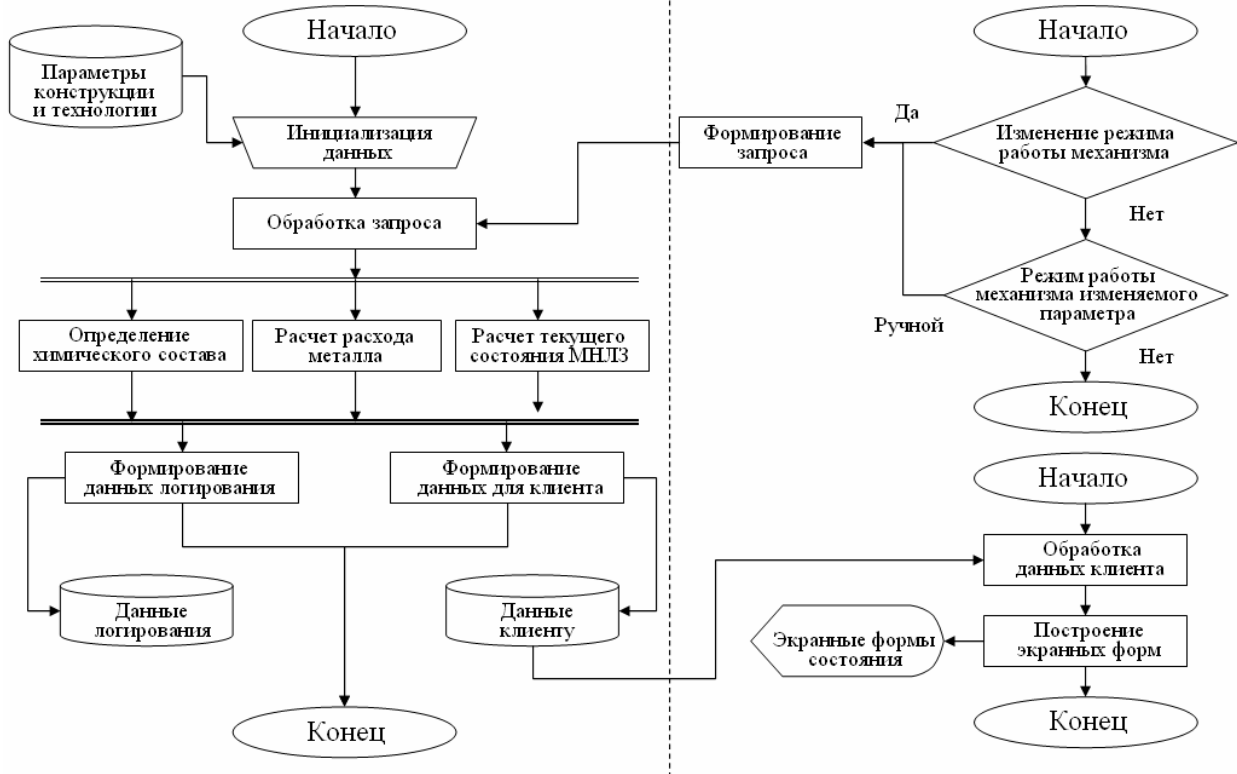 Начало
Параметры
конструкции
и технологии
Инициализация
данных
Обработка запроса
Определение
химического состава
Расчет расхода
металла
Расчет текущего
состояния МНЛЗ
Формирование
данных логирования
Формирование
данных для клиента
Данные
логирования
Данные
клиенту
Конец
Начало
Изменение режима
работы механизма
Да
Формирование
запроса
Нет
Режим работы
механизма изменяемого
параметра
Ручной
Нет
Конец
Начало
Обработка
данных клиента
Построение
экранных форм
Экранные формы
состояния
Конец